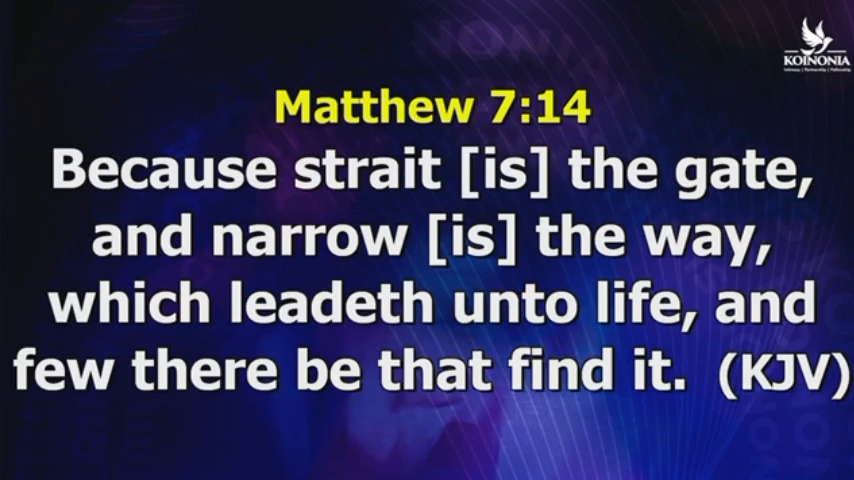 KOINONIA
Matthew 7:14
Because strait [is] the gate,
and narrow [is] the way,
which leadeth unto life, and
few there be that find it. (KJV)